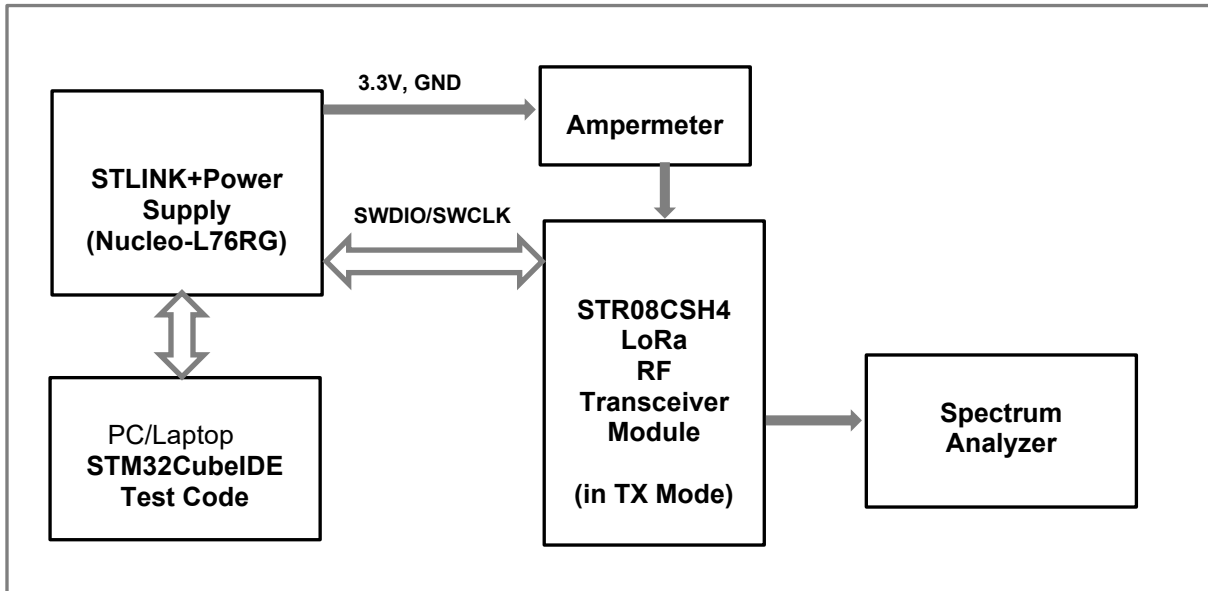 3.3V, GND
Ampermeter
STLINK+Power
Supply
(Nucleo-L76RG)
SWDIO/SWCLK
STR08CSH4
LoRa
RF
Transceiver
Module
(in TX Mode)
PC/Laptop
STM32CubeIDE
Test Code
Spectrum
Analyzer